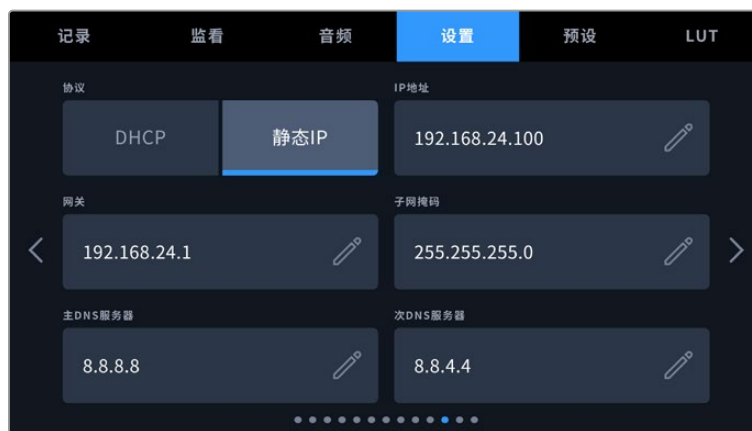 记录 监看 音频 设置 预设 LUT
协议 IP地址
DHCP 静态IP 192.168.24.100
网关 子网掩码
192.168.24.1 255.255.255.0
主DNS服务器 次DNS服务器
8.8.8.8 8.8.4.4